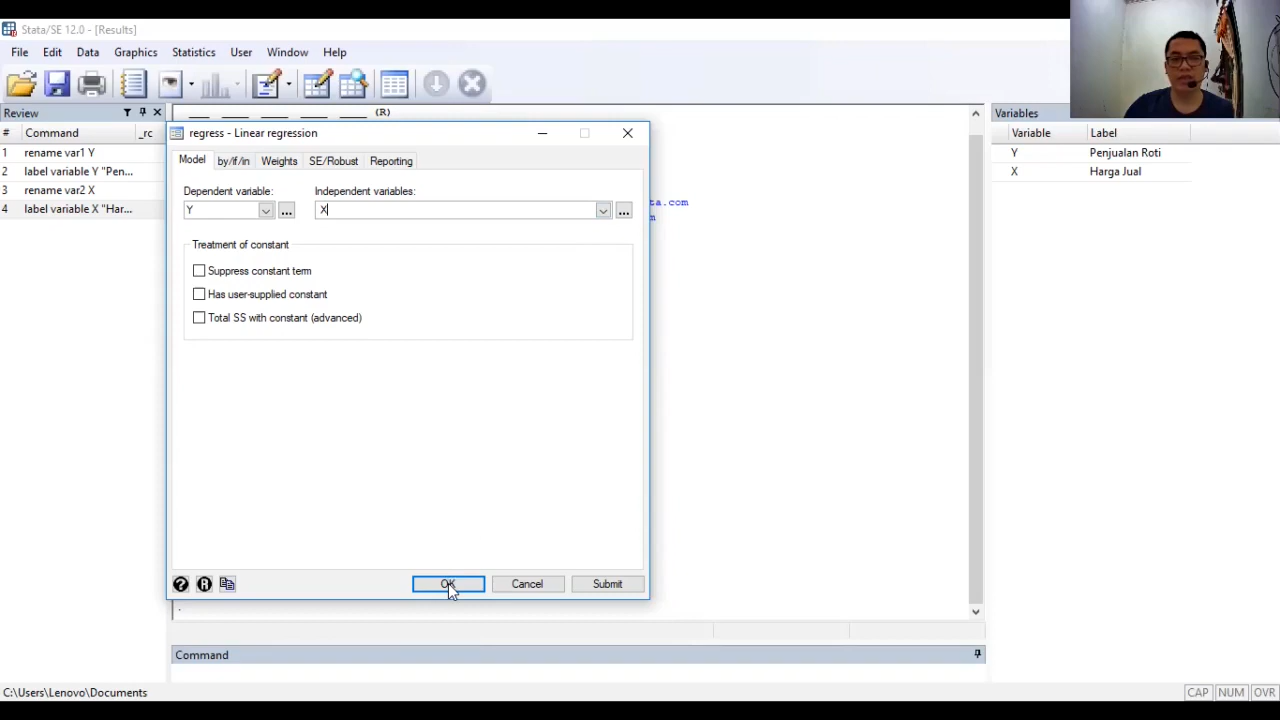 Stata/SE 12.0 - [Results]
File Edit Data Graphics Statistics User Window Help
Review
# Command _rc
1 rename var1 Y
2 label variable Y "Pen...
3 rename var2 X
4 label variable X "Har...
(R)
regress - Linear regression
Model by/if/in Weights SE/Robust Reporting
Dependent variable: Independent variables:
Y X
Treatment of constant
Suppress constant term
Has user-supplied constant
Total SS with constant (advanced)
OK Cancel Submit
ta.com
m
.
Variables
Variable Label
Y Penjualan Roti
X Harga Jual
Command
C:\Users\Lenovo\Documents
CAP NUM OVR